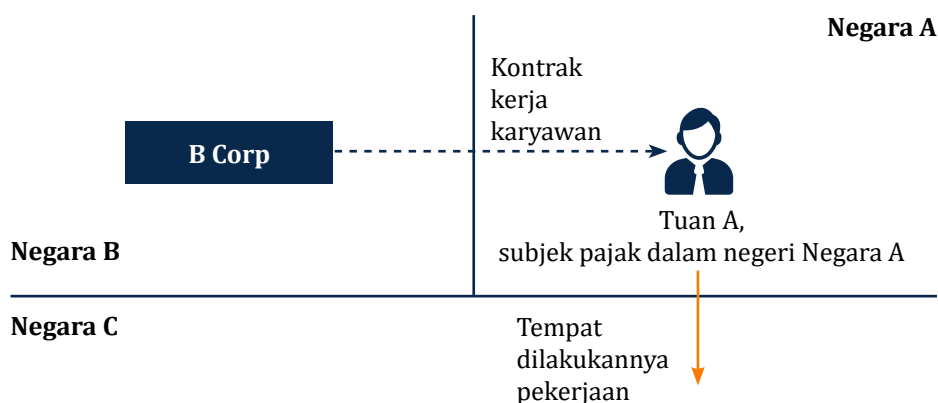 Negara A
Kontrak
kerja
karyawan
B Corp
Tuan A,
subjek pajak dalam negeri Negara A
Negara B
Negara C
Tempat
dilakukannya
pekerjaan